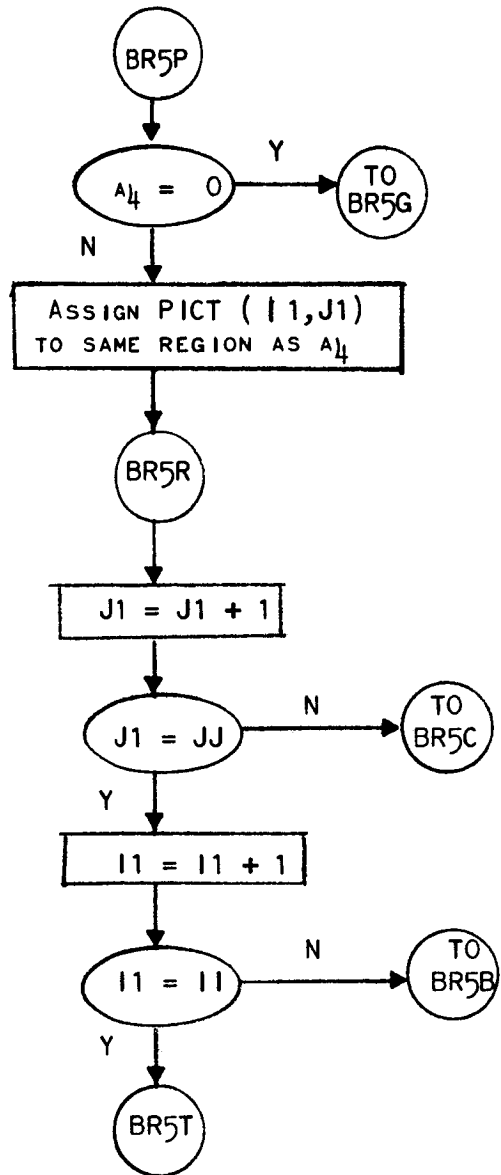 BR5P
A4 = 0
Y
TO
BR5G
N
ASSIGN PICT (I1,J1)
TO SAME REGION AS A4
BR5R
J1 = J1 + 1
J1 = JJ
N
TO
BR5C
Y
I1 = I1 + 1
I1 = II
N
TO
BR5B
Y
BR5T